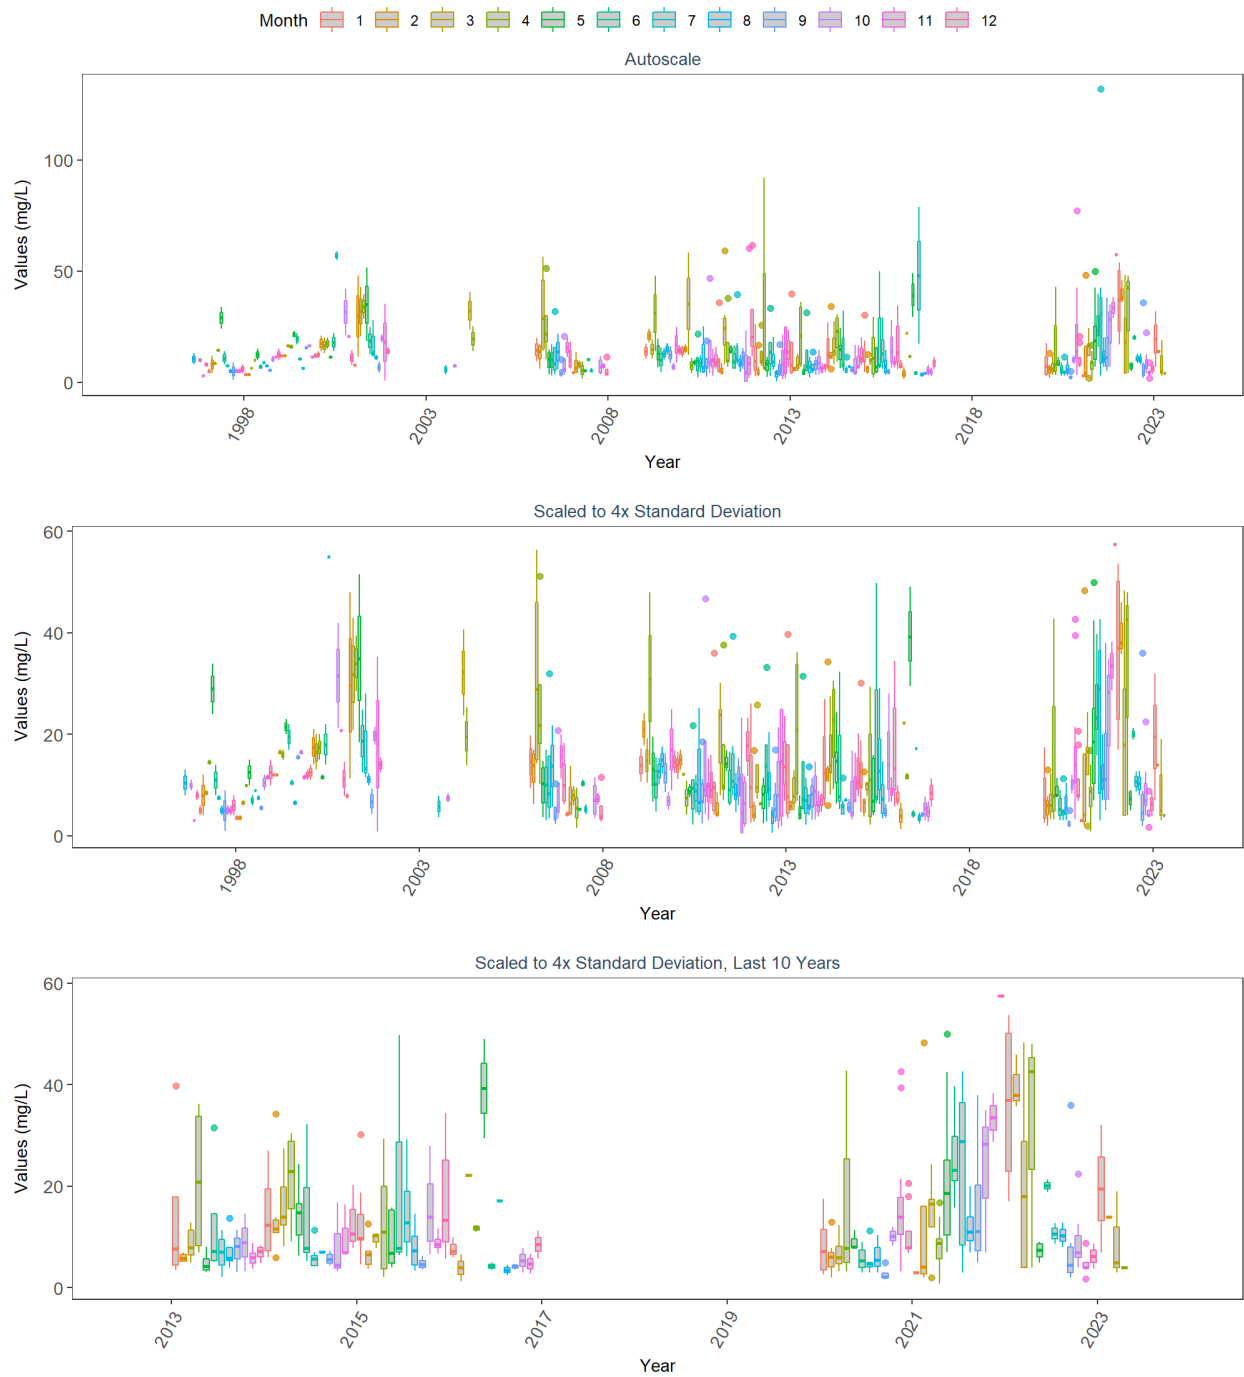 Month 1 2 3 4 5 6 7 8 9 10 11 12
Autoscale
Values (mg/L)
100
50
0
1998 2003 2008 2013 2018 2023
Year
Scaled to 4x Standard Deviation
Values (mg/L)
60
40
20
0
1998 2003 2008 2013 2018 2023
Year
Scaled to 4x Standard Deviation, Last 10 Years
Values (mg/L)
60
40
20
0
2013 2015 2017 2019 2021 2023
Year